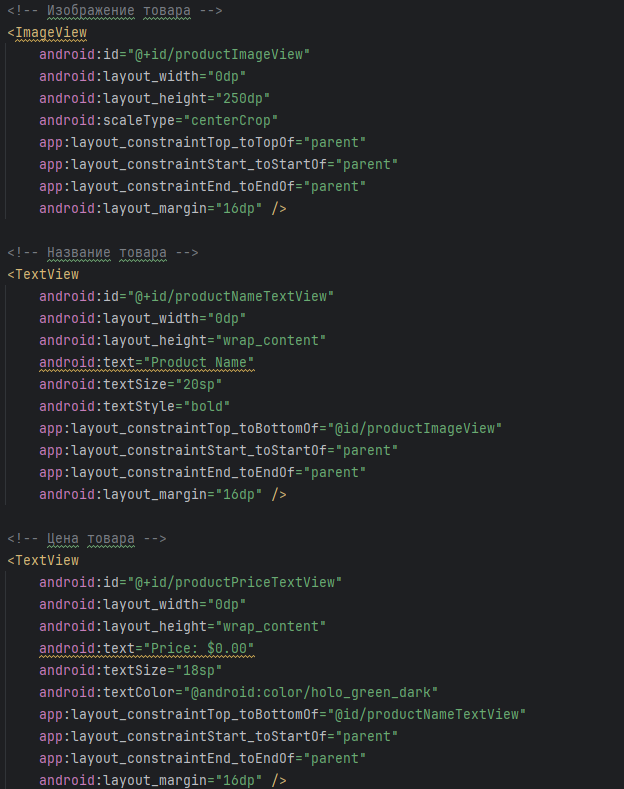 <!-- Изображение товара -->
<ImageView
android:id="@+id/productImageView"
android:layout_width="0dp"
android:layout_height="250dp"
android:scaleType="centerCrop"
app:layout_constraintTop_toTopOf="parent"
app:layout_constraintStart_toStartOf="parent"
app:layout_constraintEnd_toEndOf="parent"
android:layout_margin="16dp" />
<!-- Название товара -->
<TextView
android:id="@+id/productNameTextView"
android:layout_width="0dp"
android:layout_height="wrap_content"
android:text="Product Name"
android:textSize="20sp"
android:textStyle="bold"
app:layout_constraintTop_toBottomOf="@id/productImageView"
app:layout_constraintStart_toStartOf="parent"
app:layout_constraintEnd_toEndOf="parent"
android:layout_margin="16dp" />
<!-- Цена товара -->
<TextView
android:id="@+id/productPriceTextView"
android:layout_width="0dp"
android:layout_height="wrap_content"
android:text="Price: $0.00"
android:textSize="18sp"
android:textColor="@android:color/holo_green_dark"
app:layout_constraintTop_toBottomOf="@id/productNameTextView"
app:layout_constraintStart_toStartOf="parent"
app:layout_constraintEnd_toEndOf="parent"
android:layout_margin="16dp" />